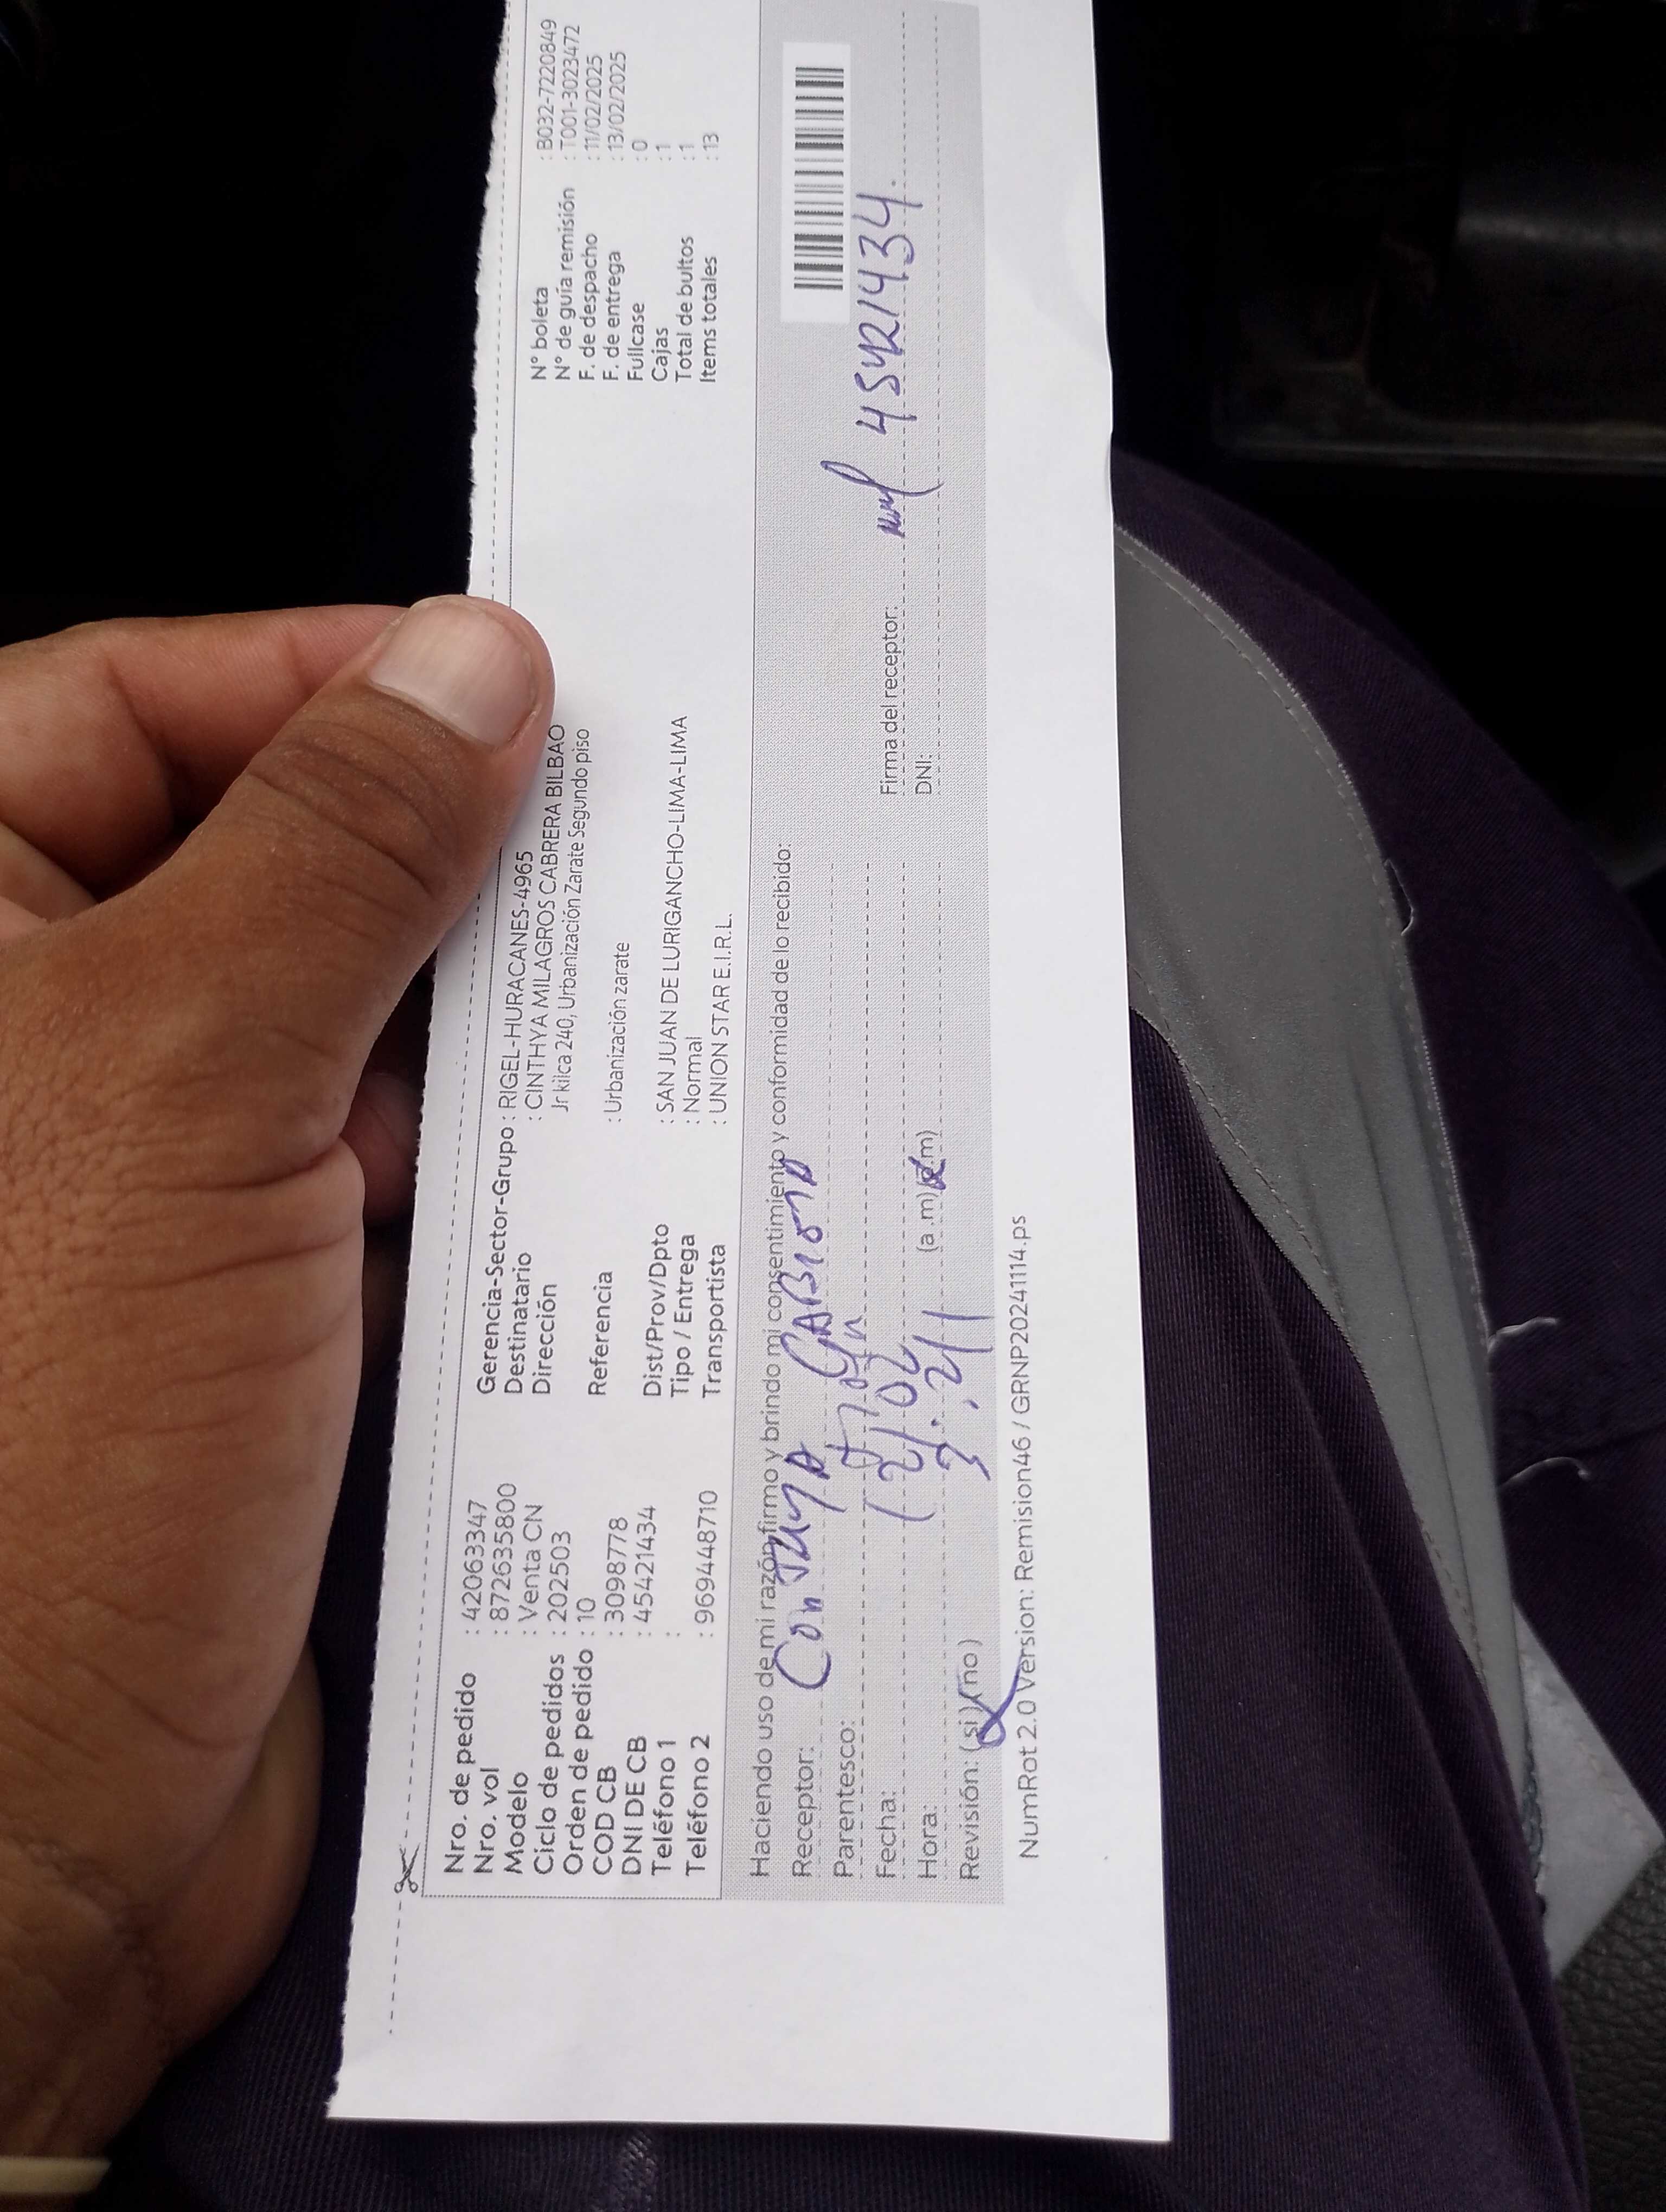 Nro. de pedido : 42063347
Nro. vol : 872635800
Modelo : Venta CN
Ciclo de pedidos : 202503
Orden de pedido : 10
COD CB : 3098778
DNI DE CB : 45421434
Teléfono 1 :
Teléfono 2 : 969448710
Gerencia-Sector-Grupo : RIGEL-HURACANES-4965
Destinatario : CINTHYA MILAGROS CABRERA BILBAO
Dirección Jr kilca 240, Urbanización Zarate Segundo piso
Referencia : Urbanización zarate
Dist/Prov/Dpto : SAN JUAN DE LURIGANCHO-LIMA-LIMA
Tipo / Entrega : Normal
Transportista : UNION STAR E.I.R.L.
N° boleta : B032-7220849
N° de guía remisión : T001-3023472
F. de despacho : 11/02/2025
F. de entrega : 13/02/2025
Fullcase : 0
Cajas : 1
Total de bultos : 1
Items totales : 13
Haciendo uso de mi razón firmo y brindo mi consentimiento y conformidad de lo recibido:
Receptor:
Parentesco:
Fecha:
Hora: (a .m) (p.m)
Revisión: (si) (no)
Firma del receptor: 45421434.
DNI:
NumRot 2.0 Version: Remision46 / GRNP20241114.ps